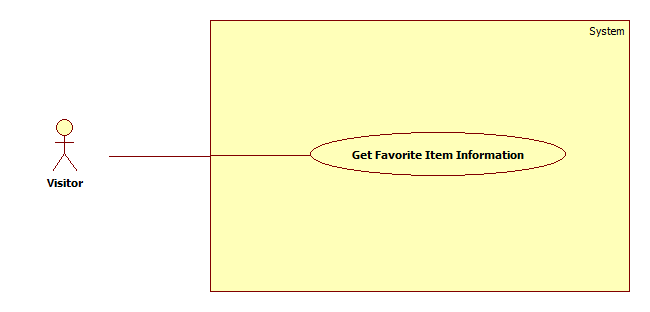 System
Get Favorite Item Information
Visitor